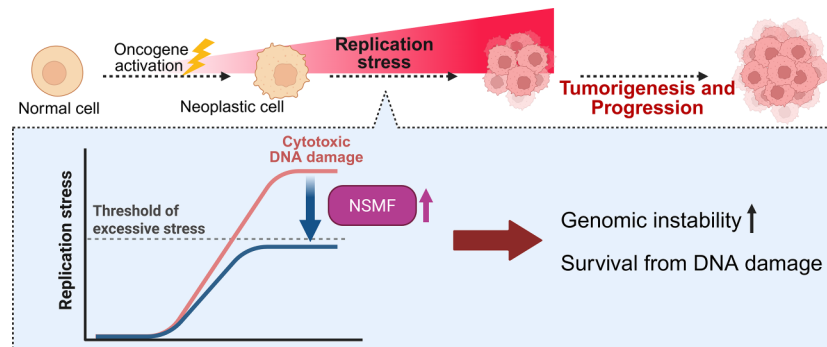 Oncogene
activation
Replication
stress
Normal cell
Neoplastic cell
Tumorigenesis and
Progression
Cytotoxic
DNA damage
NSMF
Threshold of
excessive stress
Replication stress
Genomic instability
Survival from DNA damage